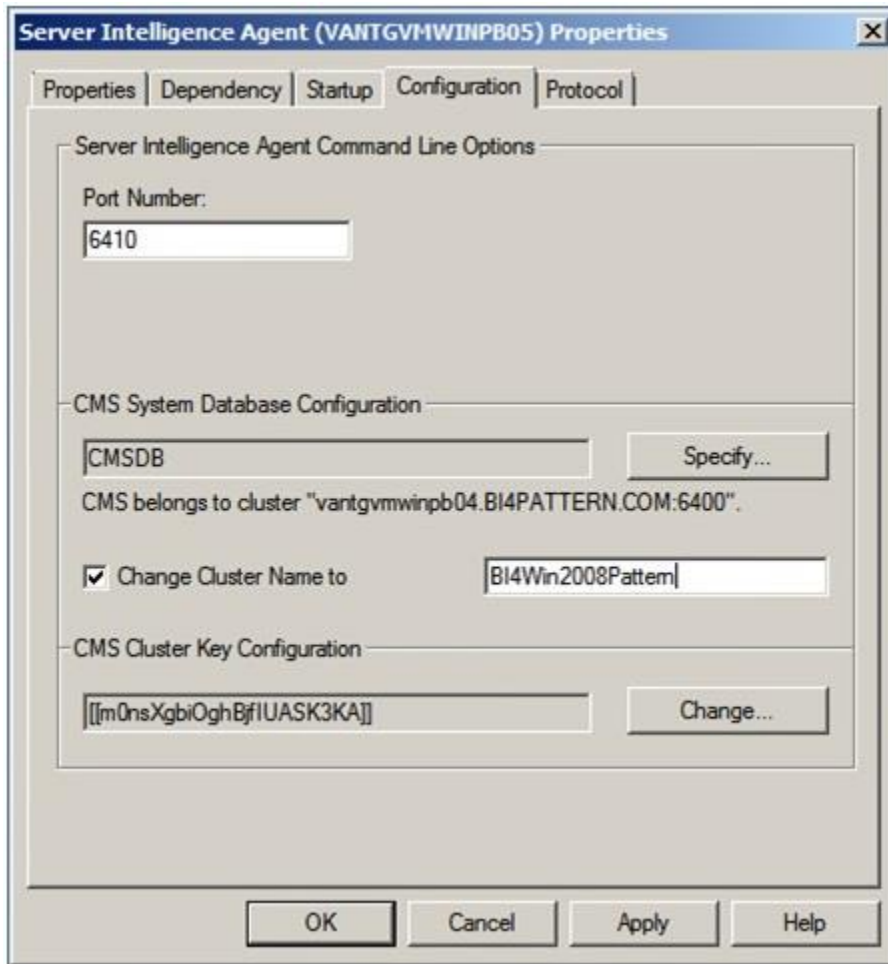 Server Intelligence Agent (VANTGVMWINPB05) Properties
Properties Dependency Startup Configuration Protocol
Server Intelligence Agent Command Line Options
Port Number:
6410
CMS System Database Configuration
CMSDB Specify...
CMS belongs to cluster "vantgvmwinpb04.BI4PATTERN.COM:6400".
Change Cluster Name to BI4Win2008Pattern
CMS Cluster Key Configuration
[[m0nsXgbiOghBjfIUASK3KA]] Change...
OK Cancel Apply Help